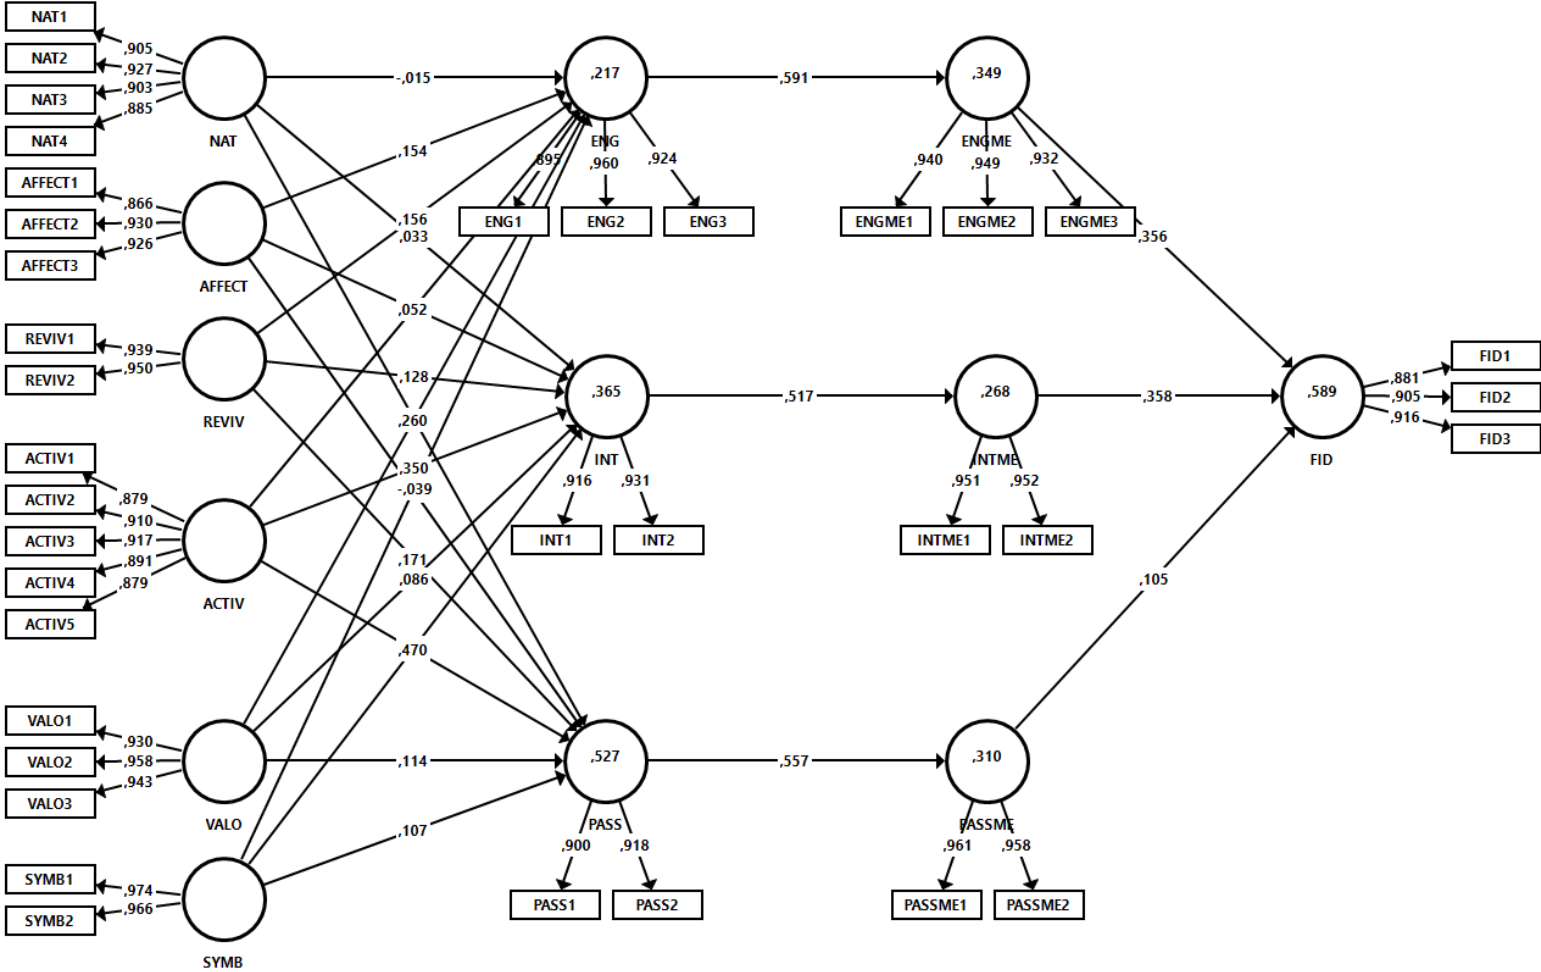 NAT1
NAT2
NAT3
NAT4
,905
,927
,903
,885
NAT
AFFECT1
AFFECT2
AFFECT3
,866
,930
,926
AFFECT
REVIV1
REVIV2
,939
,950
REVIV
ACTIV1
ACTIV2
ACTIV3
ACTIV4
ACTIV5
,879
,910
,917
,891
,879
ACTIV
VALO1
VALO2
VALO3
,930
,958
,943
VALO
SYMB1
SYMB2
,974
,966
SYMB
-,015
,154
,156
,033
,052
,128
,260
,350
-,039
,171
,086
,470
,114
,107
,217
ENG
,895
,960
,924
ENG1
ENG2
ENG3
,365
INT
,916
,931
INT1
INT2
,527
PASS
,900
,918
PASS1
PASS2
,591
,517
,557
,349
ENGME
,940
,949
,932
ENGME1
ENGME2
ENGME3
,268
INTME
,951
,952
INTME1
INTME2
,310
PASSME
,961
,958
PASSME1
PASSME2
,356
,358
,105
,589
FID
,881
,905
,916
FID1
FID2
FID3